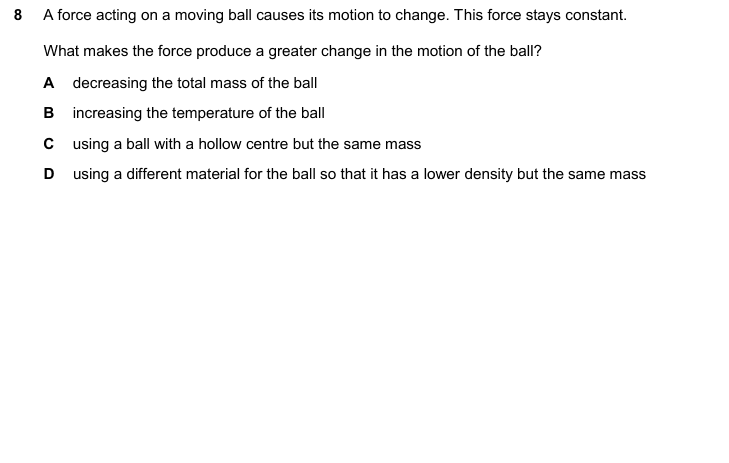 8 A force acting on a moving ball causes its motion to change. This force stays constant.
What makes the force produce a greater change in the motion of the ball?
A decreasing the total mass of the ball
B increasing the temperature of the ball
C using a ball with a hollow centre but the same mass
D using a different material for the ball so that it has a lower density but the same mass